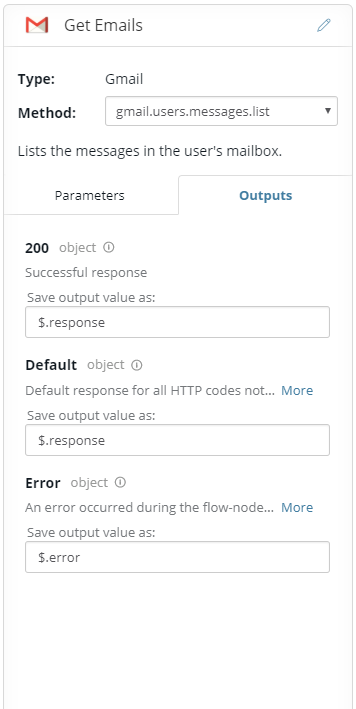 Get Emails
Type: Gmail
Method: gmail.users.messages.list
Lists the messages in the user's mailbox.
Parameters Outputs
200 object
Successful response
Save output value as:
$.response
Default object
Default response for all HTTP codes not... More
Save output value as:
$.response
Error object
An error occurred during the flow-node... More
Save output value as:
$.error